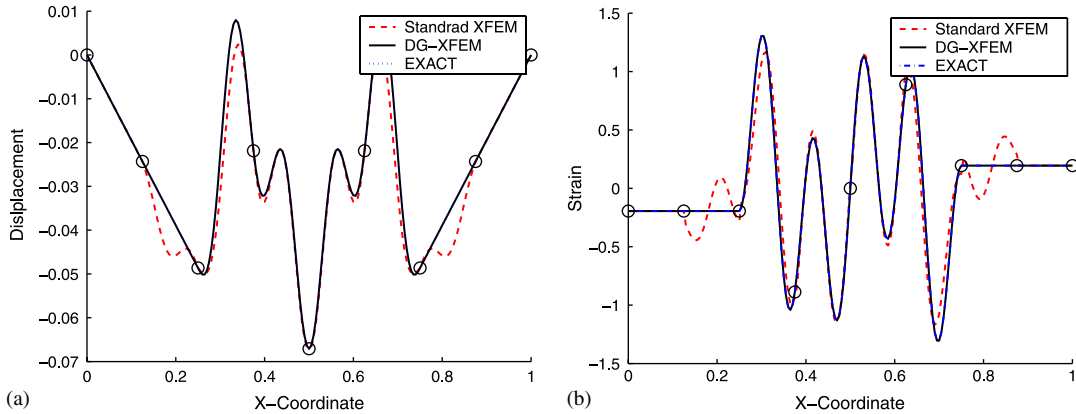 0.01
0
−0.01
−0.02
−0.03
−0.04
−0.05
−0.06
−0.07
Dislplacement
0 0.2 0.4 0.6 0.8 1
X−Coordinate
(a)
Standrad XFEM
DG−XFEM
EXACT
1.5
1
0.5
0
−0.5
−1
−1.5
Strain
0 0.2 0.4 0.6 0.8 1
X−Coordinate
(b)
Standard XFEM
DG−XFEM
EXACT